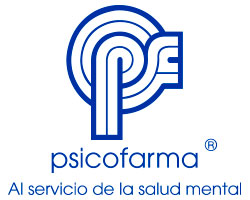 psicofarma ®
Al servicio de la salud mental